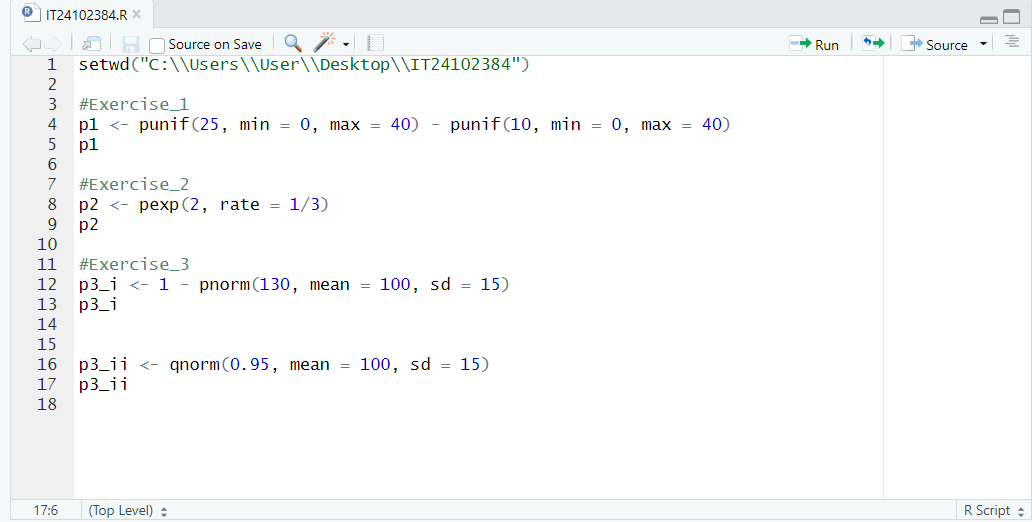 IT24102384.R
Source on Save
Run
Source
1 setwd("C:\\Users\\User\\Desktop\\IT24102384")
2
3 #Exercise_1
4 p1 <- punif(25, min = 0, max = 40) - punif(10, min = 0, max = 40)
5 p1
6
7 #Exercise_2
8 p2 <- pexp(2, rate = 1/3)
9 p2
10
11 #Exercise_3
12 p3_i <- 1 - pnorm(130, mean = 100, sd = 15)
13 p3_i
14
15
16 p3_ii <- qnorm(0.95, mean = 100, sd = 15)
17 p3_ii
18
17:6 (Top Level) R Script